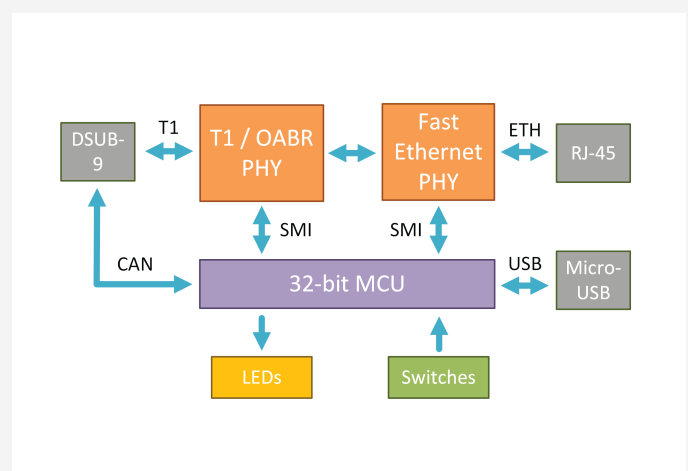 DSUB-
9
T1
T1 / OABR
PHY
Fast
Ethernet
PHY
ETH
RJ-45
SMI
SMI
CAN
32-bit MCU
USB
Micro-
USB
LEDs
Switches